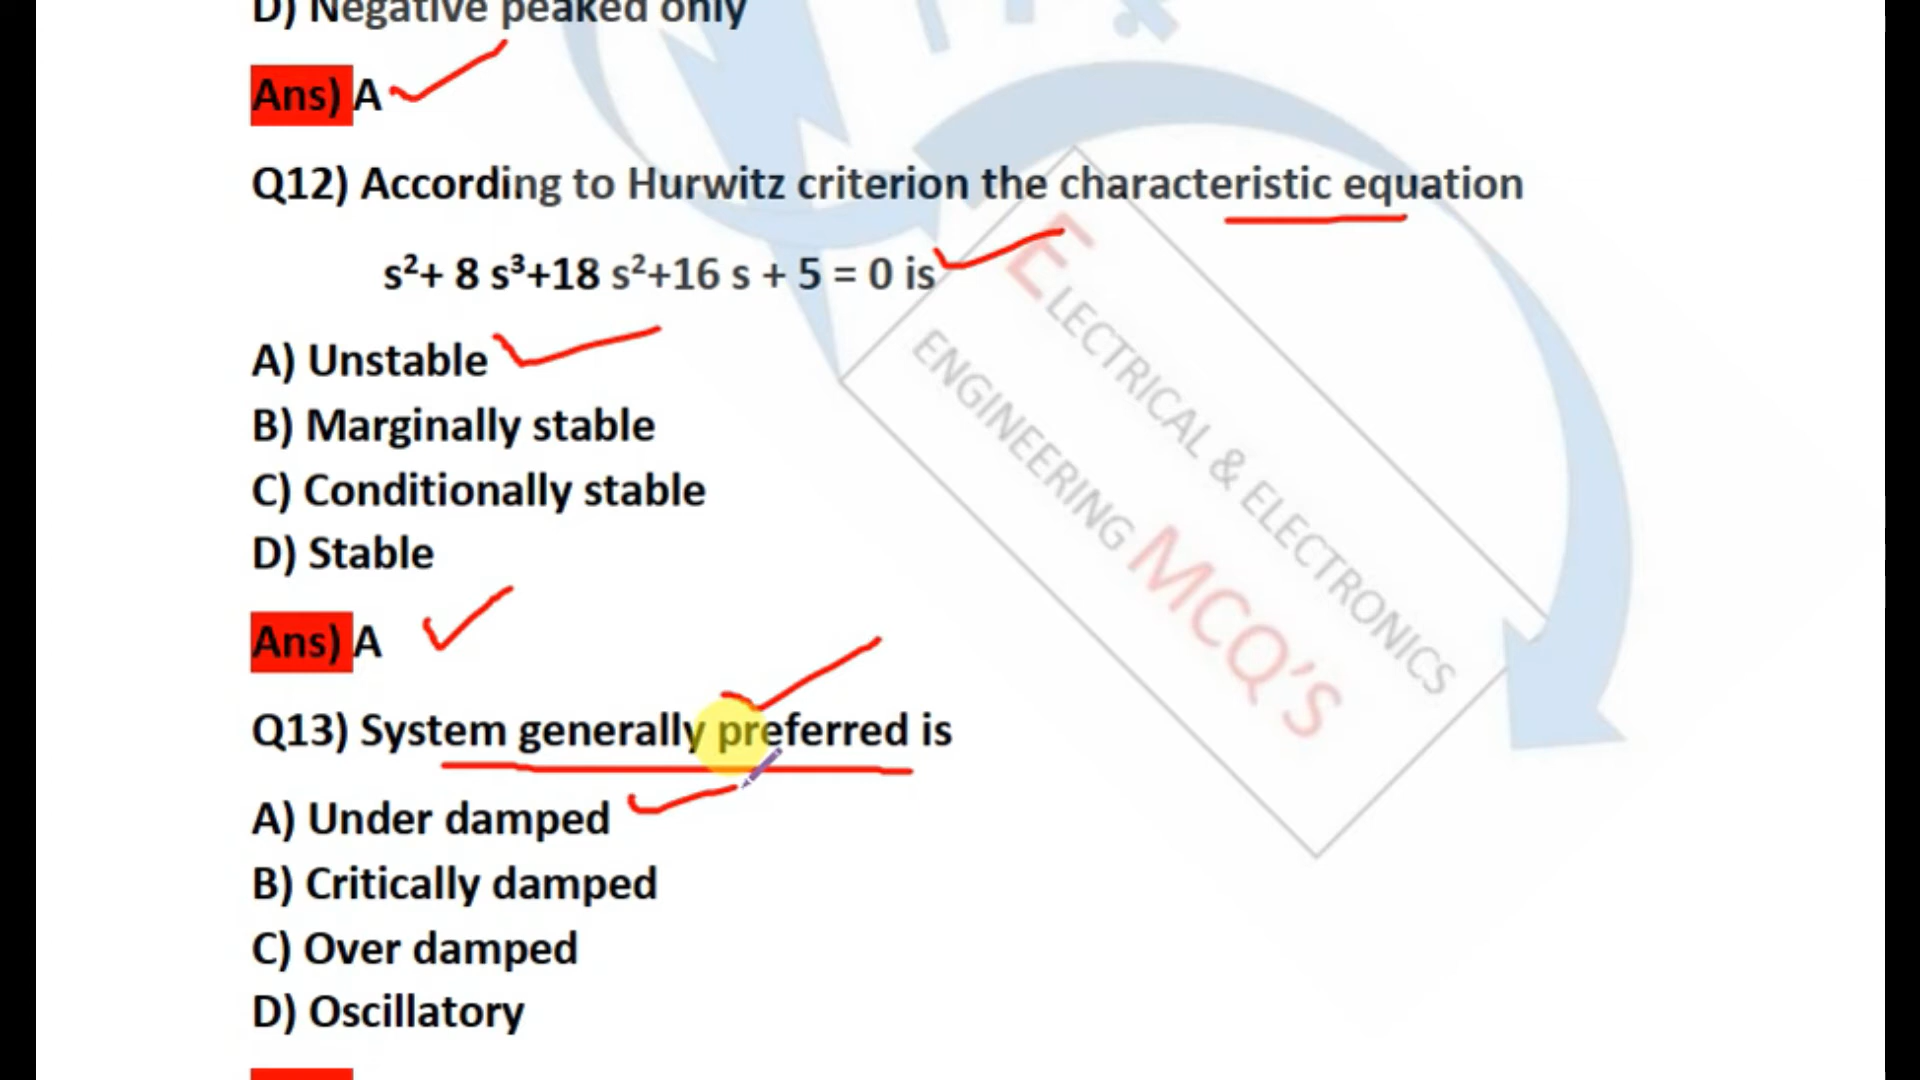 D) Negative peaked only
Ans) A
Q12) According to Hurwitz criterion the characteristic equation
s²+ 8 s³+18 s²+16 s + 5 = 0 is
A) Unstable
B) Marginally stable
C) Conditionally stable
D) Stable
Ans) A
Q13) System generally preferred is
A) Under damped
B) Critically damped
C) Over damped
D) Oscillatory
ELECTRICAL & ELECTRONICS
ENGINEERING MCQ'S